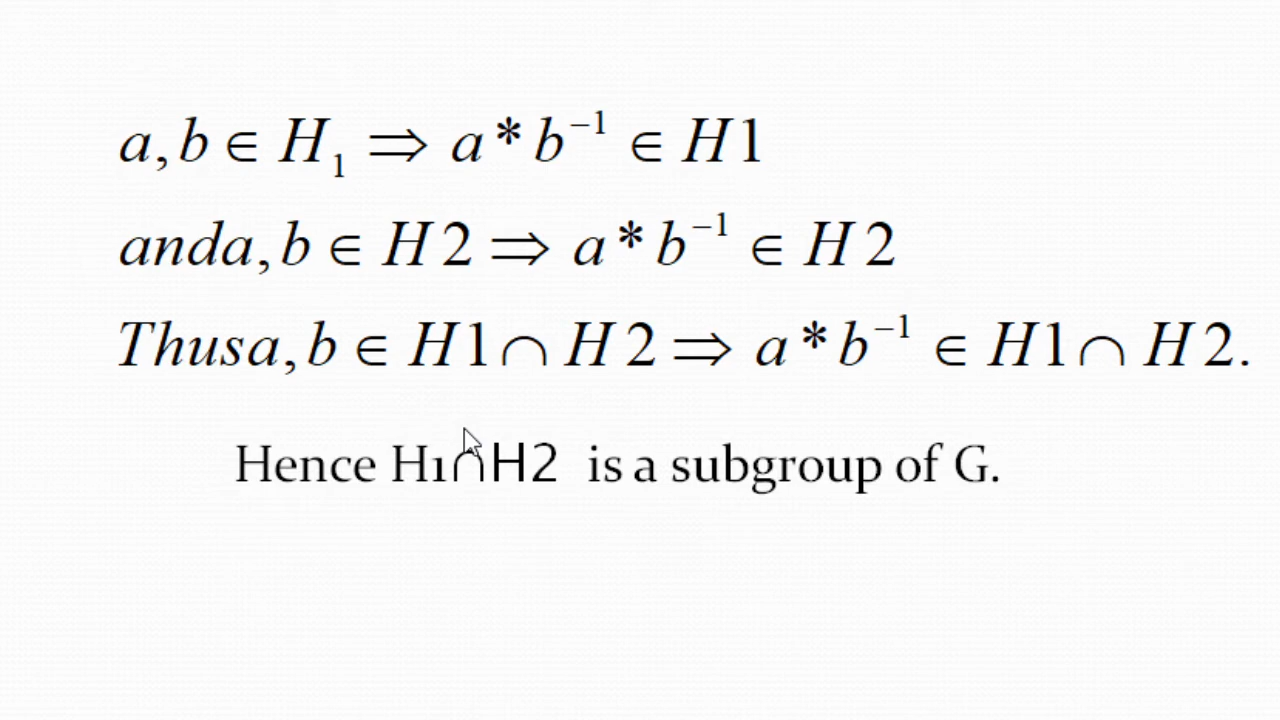 a, b ∈ H₁ ⇒ a * b⁻¹ ∈ H1
anda, b ∈ H2 ⇒ a * b⁻¹ ∈ H2
Thusa, b ∈ H1 ∩ H2 ⇒ a * b⁻¹ ∈ H1 ∩ H2.
Hence H1∩H2 is a subgroup of G.